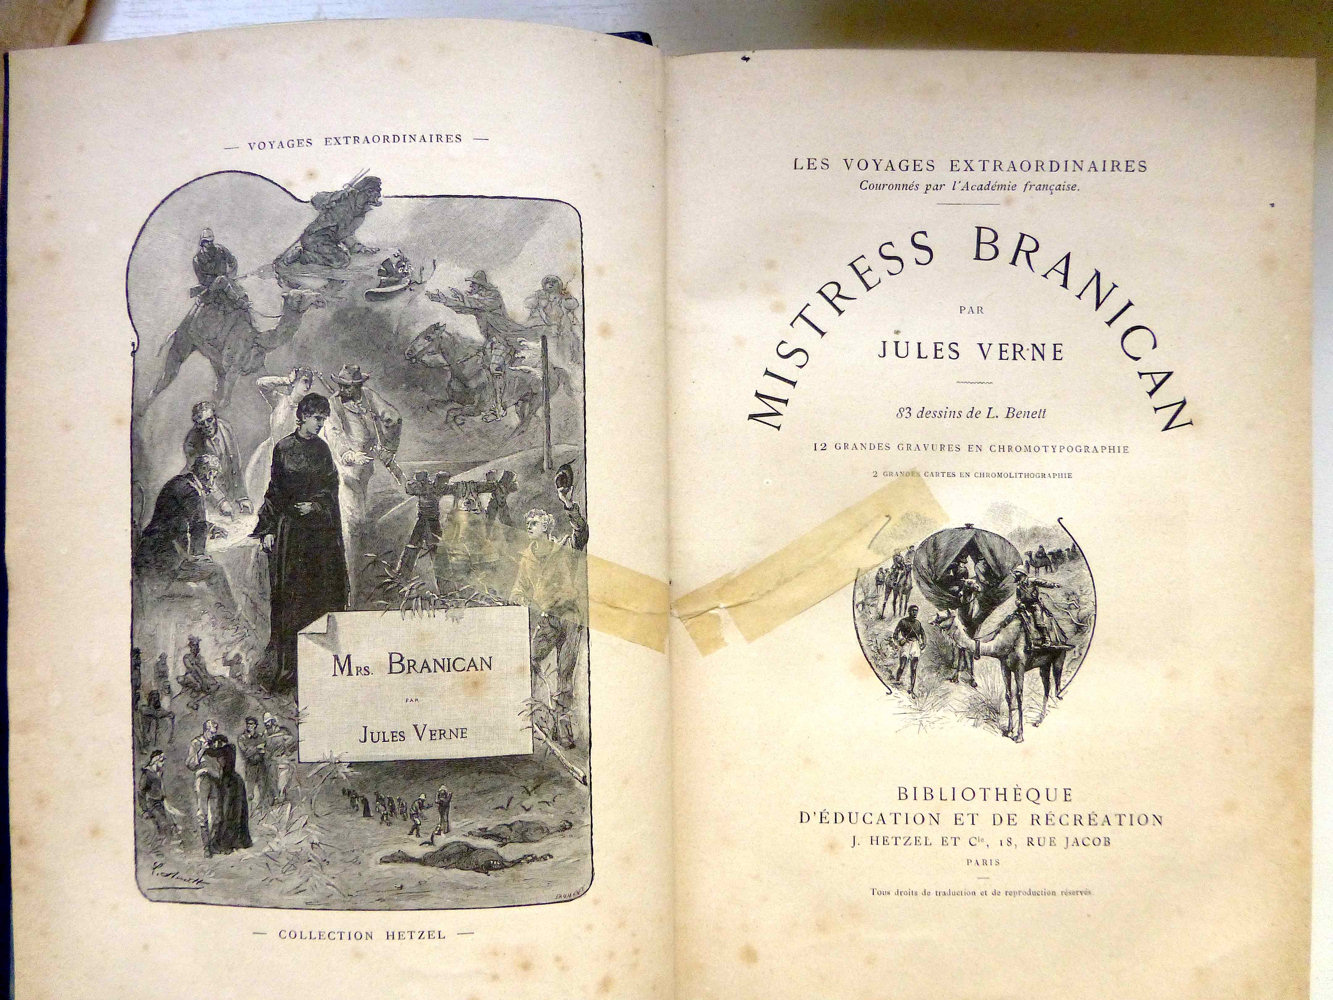 — VOYAGES EXTRAORDINAIRES —
MRS. BRANICAN
PAR
JULES VERNE
— COLLECTION HETZEL —
LES VOYAGES EXTRAORDINAIRES
Couronnés par l'Académie française.
MISTRESS BRANICAN
PAR
JULES VERNE
83 dessins de L. Benett
12 GRANDES GRAVURES EN CHROMOTYPOGRAPHIE
2 GRANDES CARTES EN CHROMOLITHOGRAPHIE
BIBLIOTHÈQUE
D'ÉDUCATION ET DE RÉCRÉATION
J. HETZEL ET Cie, 18, RUE JACOB
PARIS
Tous droits de traduction et de reproduction réservés.